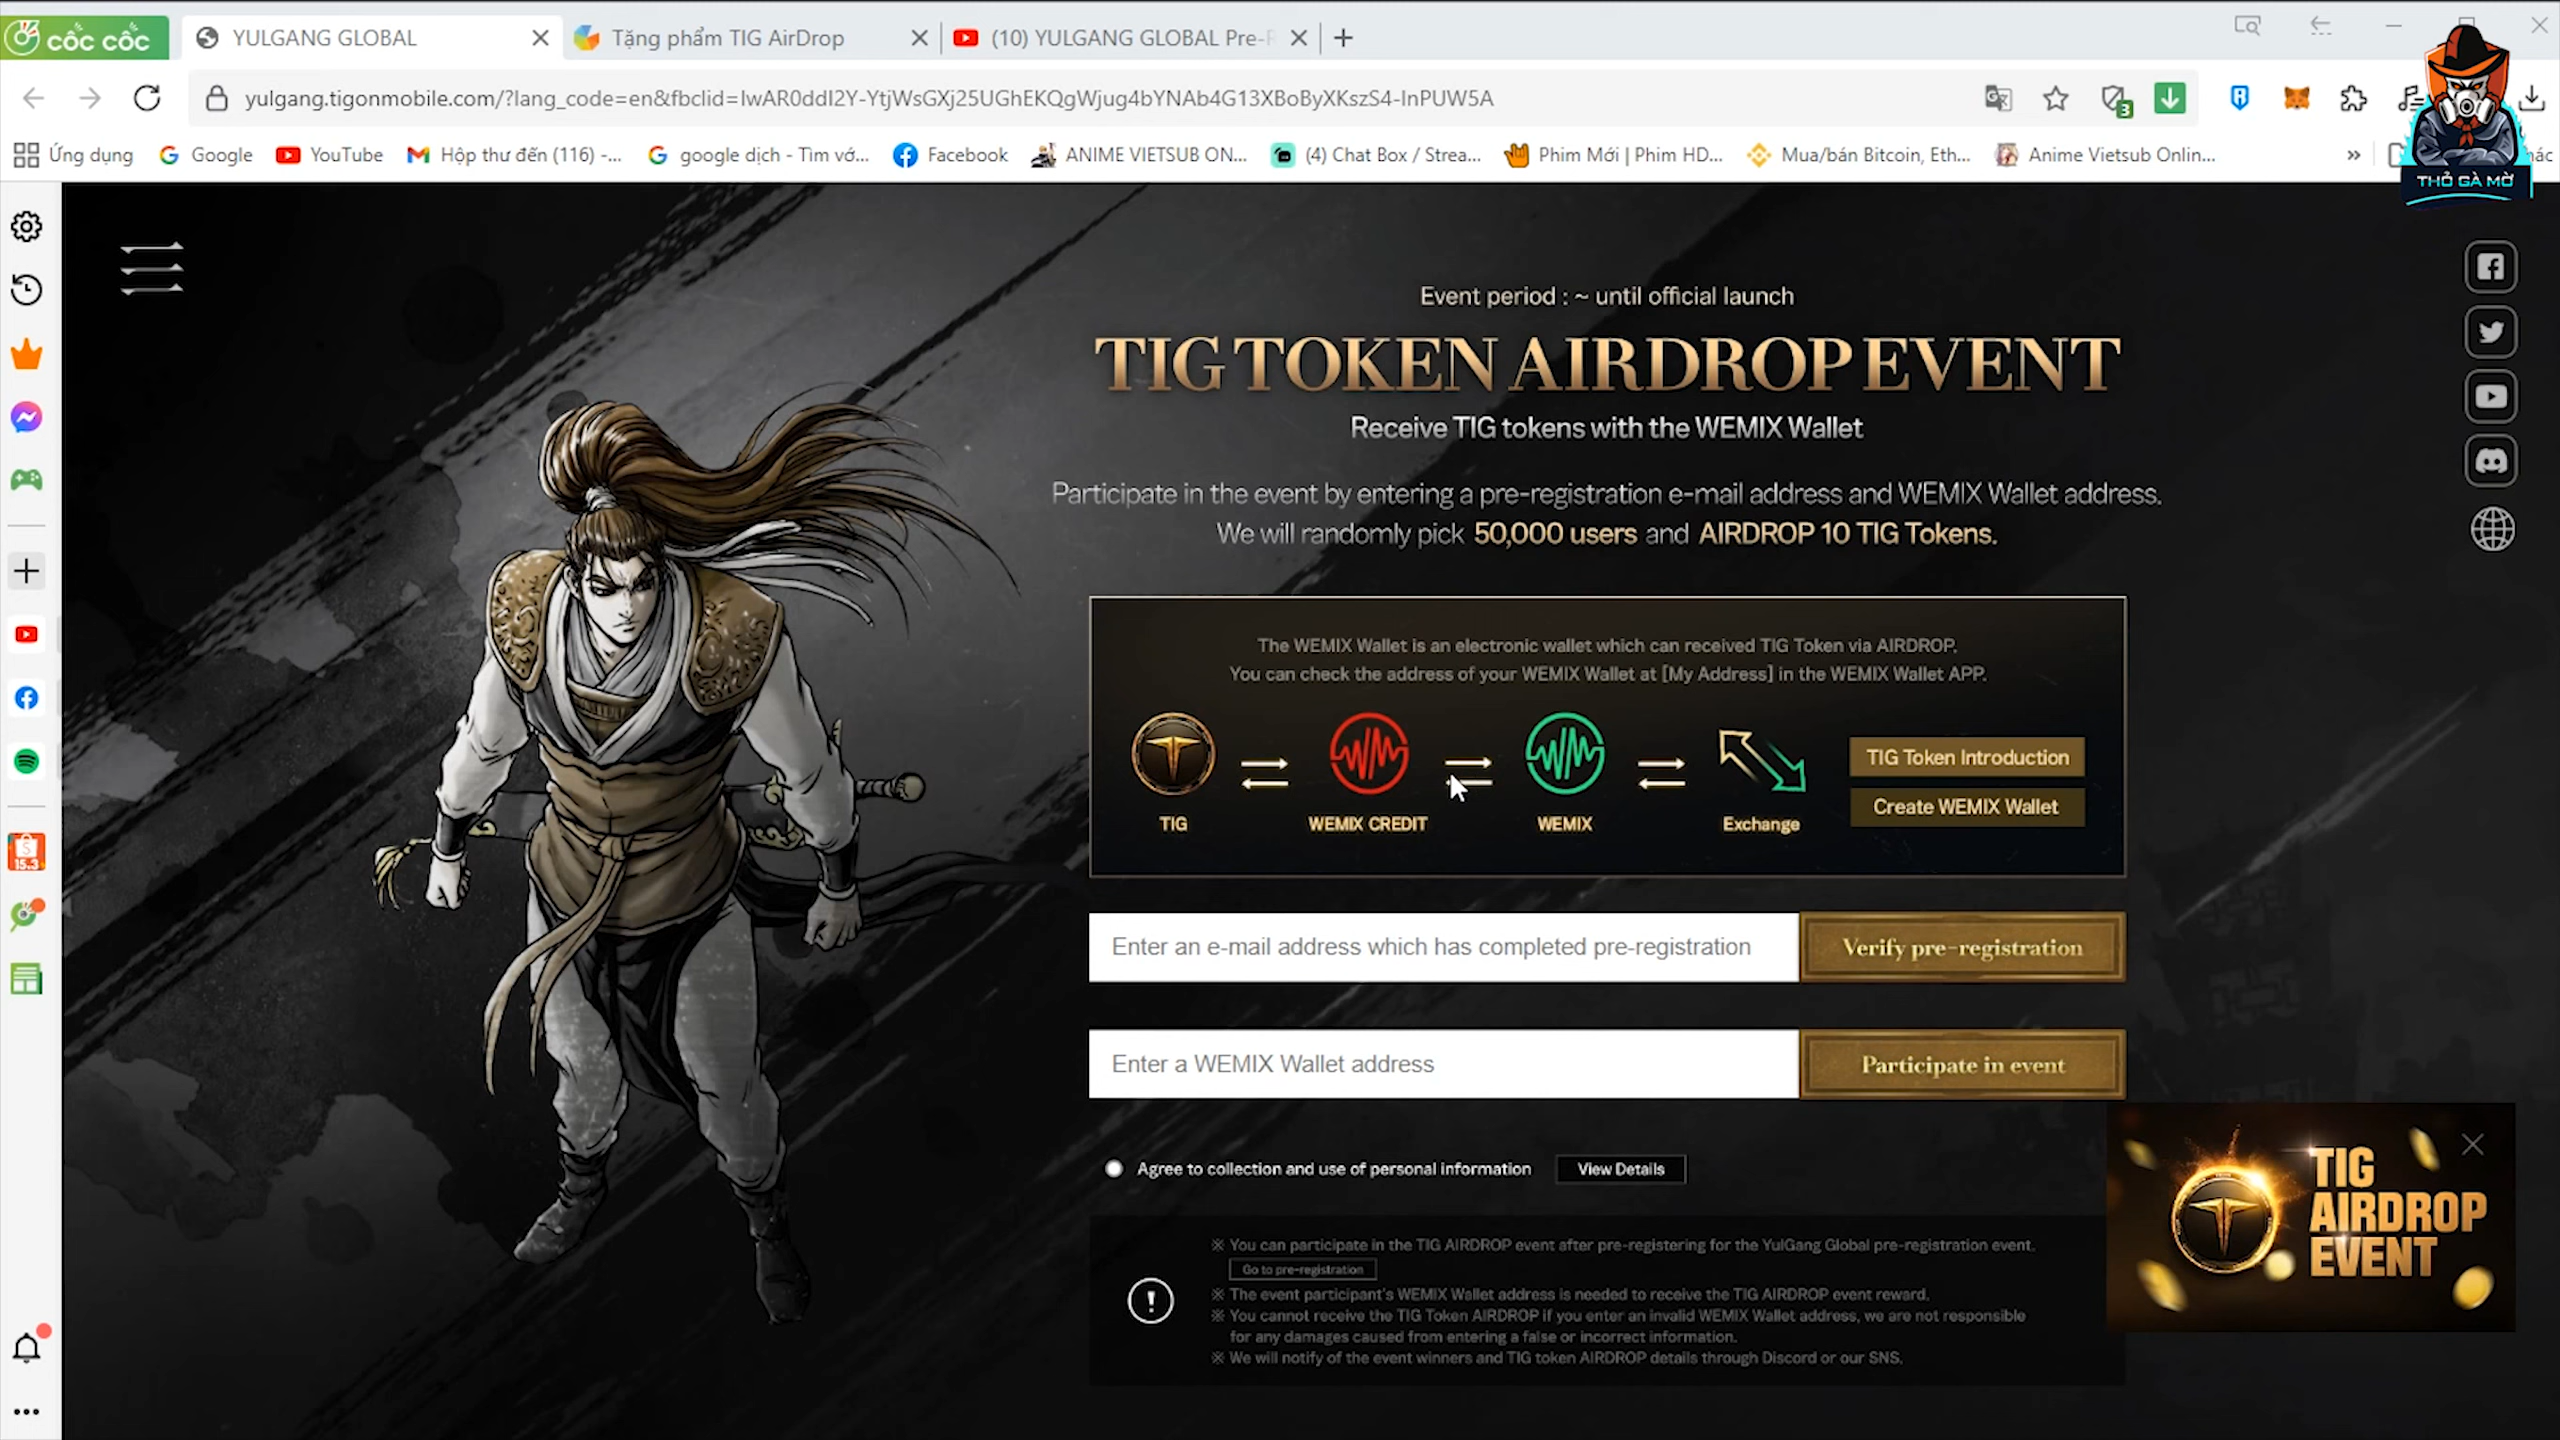 cốc cốc
YULGANG GLOBAL
Tặng phẩm TIG AirDrop
(10) YULGANG GLOBAL Pre-R
yulgang.tigonmobile.com/?lang_code=en&fbclid=IwAR0ddI2Y-YtjWsGXj25UGhEKQgWjug4bYNAb4G13XBoByXKszS4-InPUW5A
3
Ứng dụng
Google
YouTube
Hộp thư đến (116) -...
google dịch - Tìm vớ...
Facebook
ANIME VIETSUB ON...
(4) Chat Box / Strea...
Phim Mới | Phim HD...
Mua/bán Bitcoin, Eth...
Anime Vietsub Onlin...
»
THỎ GÀ MỜ
Event period : ~ until official launch
TIG TOKEN AIRDROP EVENT
Receive TIG tokens with the WEMIX Wallet
Participate in the event by entering a pre-registration e-mail address and WEMIX Wallet address.
We will randomly pick 50,000 users and AIRDROP 10 TIG Tokens.
The WEMIX Wallet is an electronic wallet which can received TIG Token via AIRDROP.
You can check the address of your WEMIX Wallet at [My Address] in the WEMIX Wallet APP.
TIG
WEMIX CREDIT
WEMIX
Exchange
TIG Token Introduction
Create WEMIX Wallet
15.3
Enter an e-mail address which has completed pre-registration
Verify pre-registration
Enter a WEMIX Wallet address
Participate in event
Agree to collection and use of personal information
View Details
※ You can participate in the TIG AIRDROP event after pre-registering for the YulGang Global pre-registration event.
Go to pre-registration
※ The event participant's WEMIX Wallet address is needed to receive the TIG AIRDROP event reward.
※ You cannot receive the TIG Token AIRDROP if you enter an invalid WEMIX Wallet address, we are not responsible
for any damages caused from entering a false or incorrect information.
※ We will notify of the event winners and TIG token AIRDROP details through Discord or our SNS.
TIG
AIRDROP
EVENT